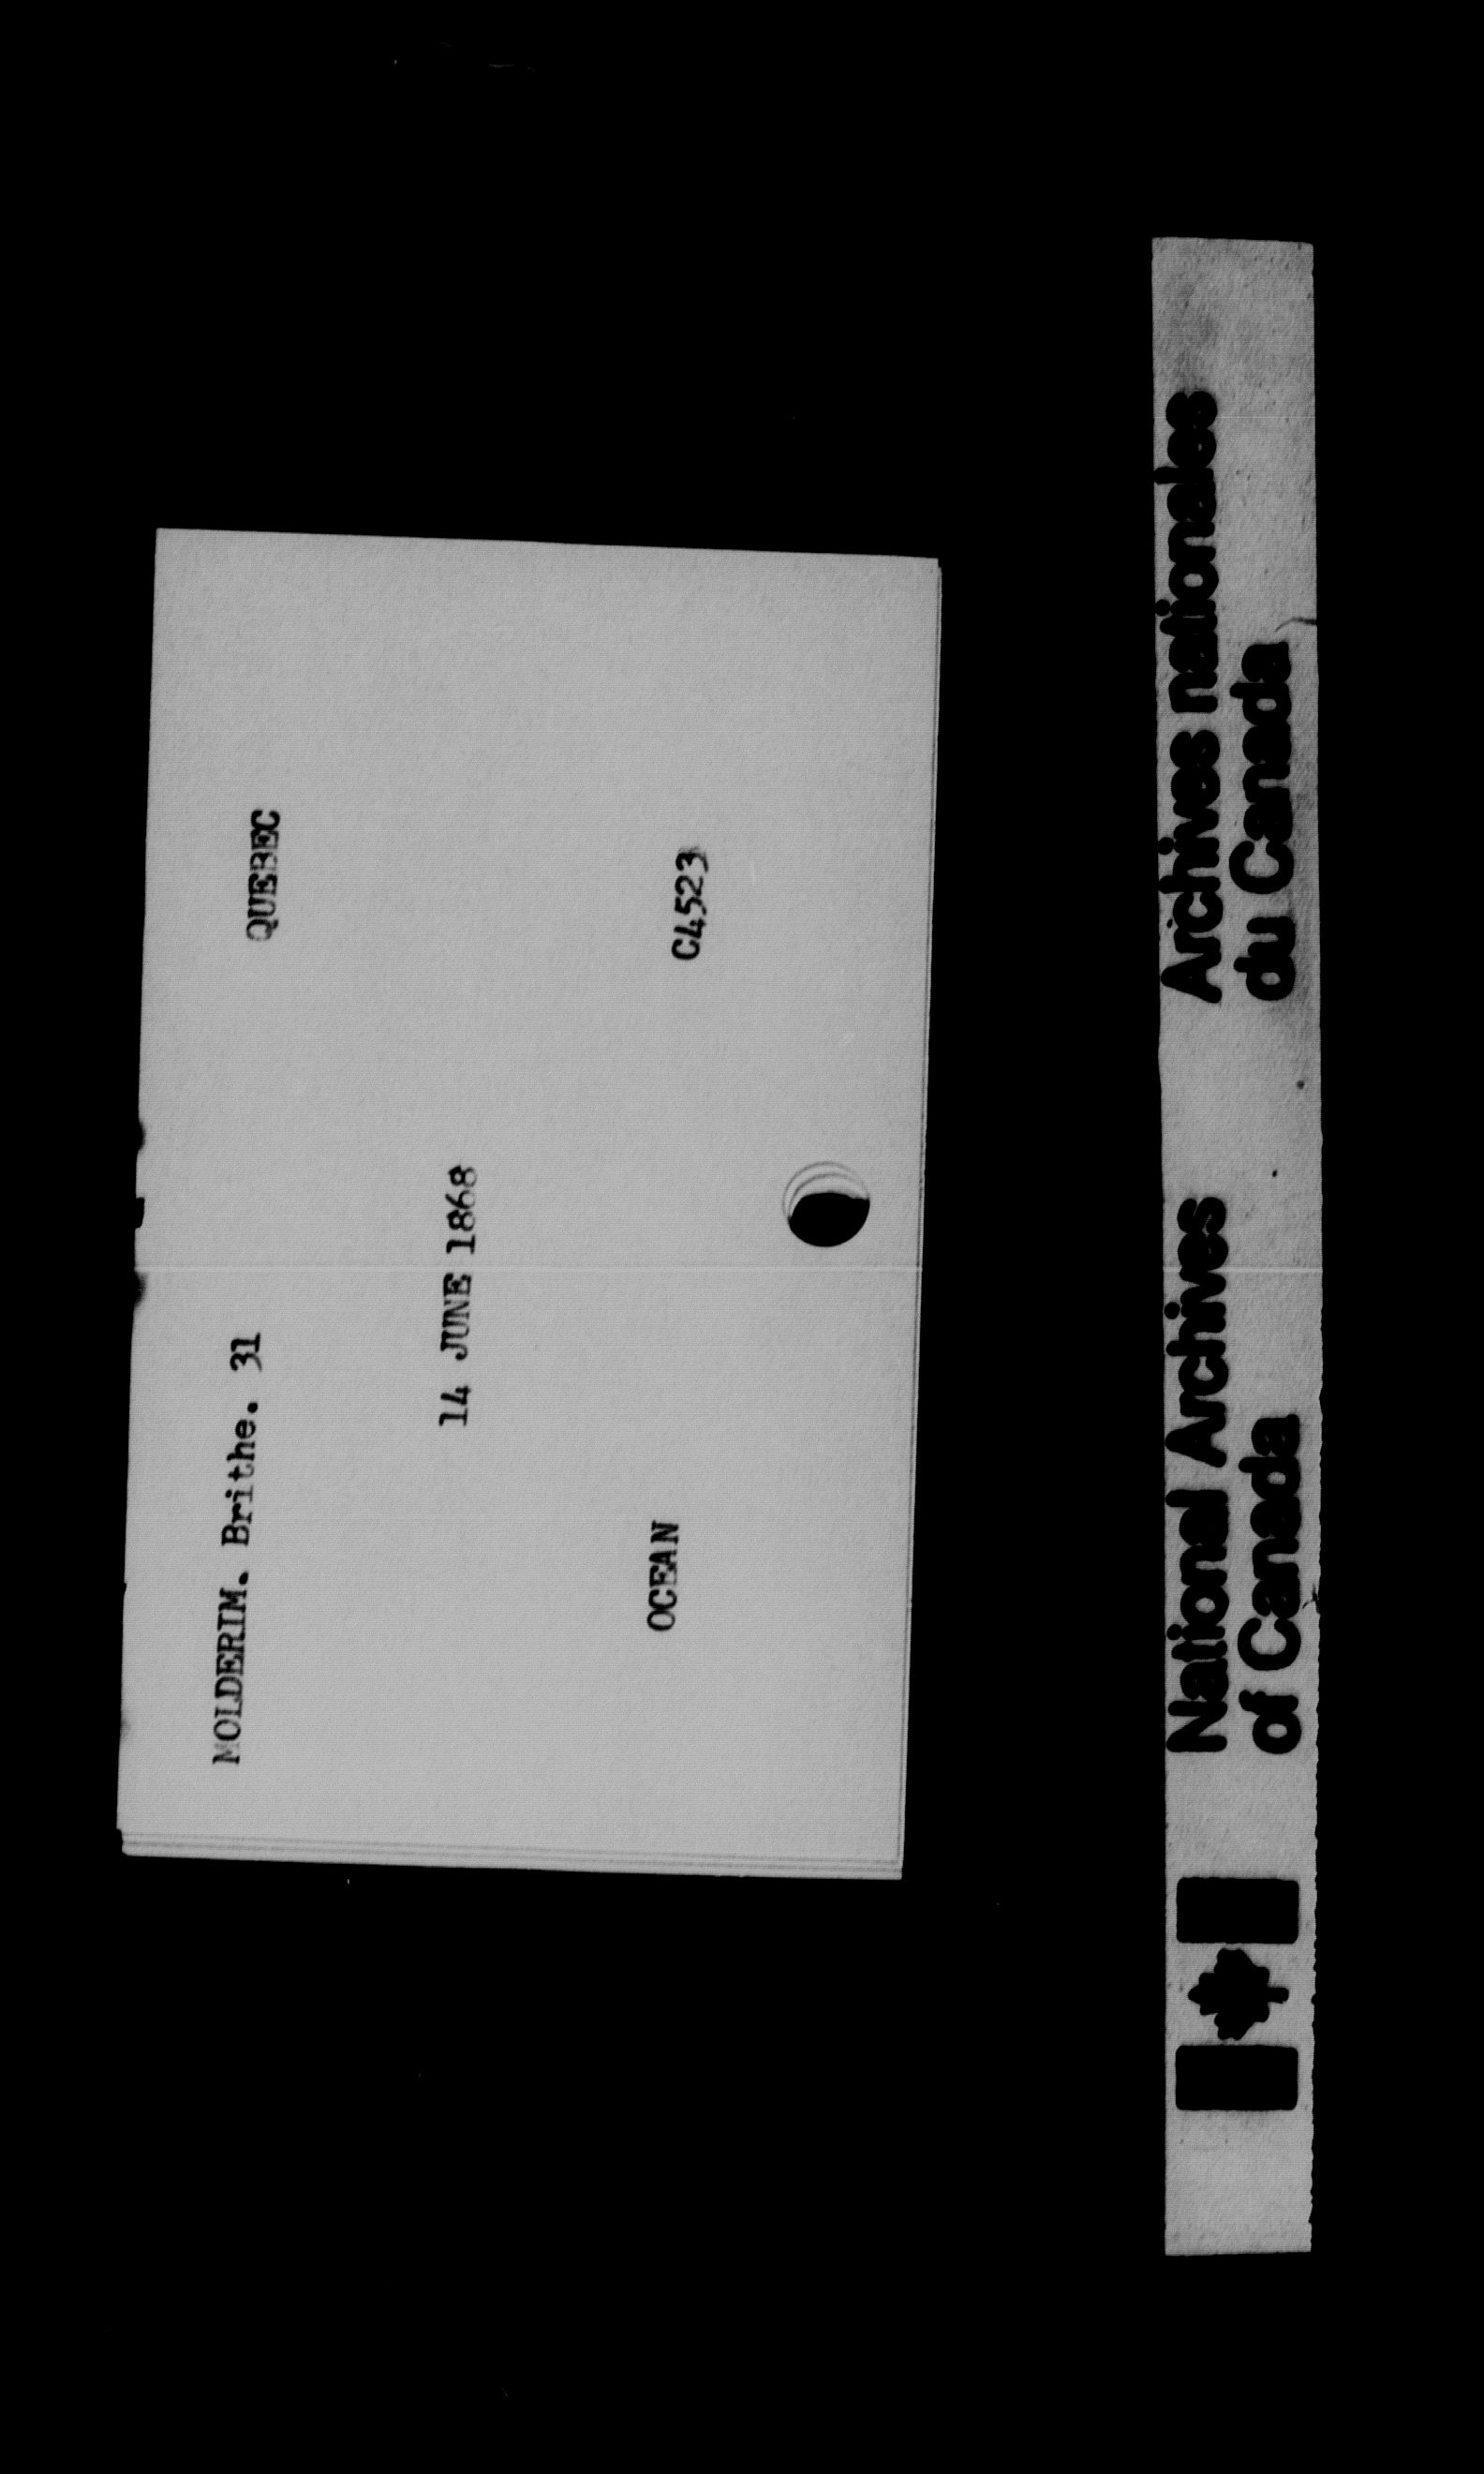 MOLDERIM. Brithe. 31 QUEBEC
14 JUNE 1868
OCEAN C4523
National Archives
of Canada
Archives nationales
du Canada